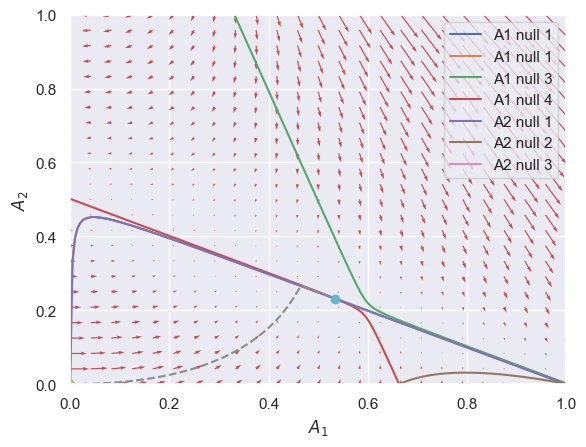 1.0
0.8
0.6
0.4
0.2
0.0
A₂
0.0 0.2 0.4 0.6 0.8 1.0
A₁
A1 null 1
A1 null 1
A1 null 3
A1 null 4
A2 null 1
A2 null 2
A2 null 3